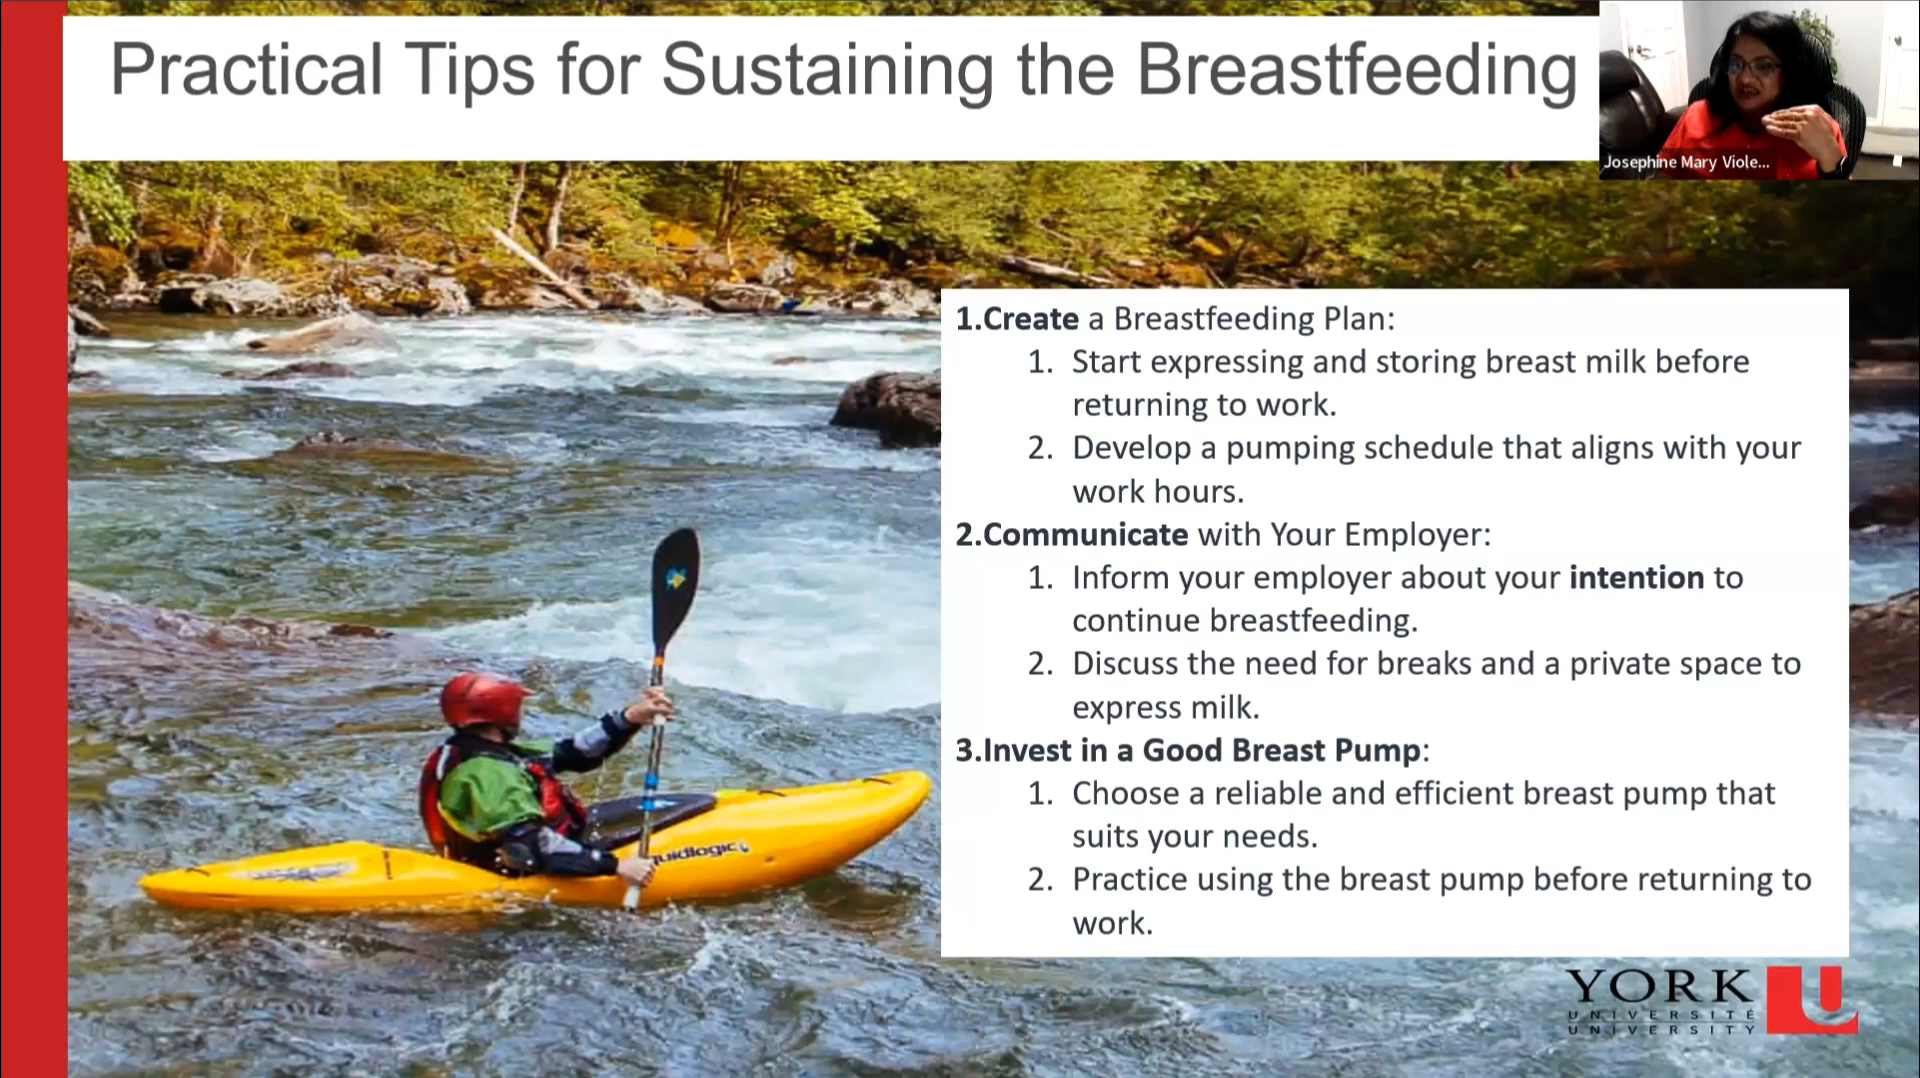 Practical Tips for Sustaining the Breastfeeding
Josephine Mary Viole...
1.Create a Breastfeeding Plan:
1. Start expressing and storing breast milk before
returning to work.
2. Develop a pumping schedule that aligns with your
work hours.
2.Communicate with Your Employer:
1. Inform your employer about your intention to
continue breastfeeding.
2. Discuss the need for breaks and a private space to
express milk.
3.Invest in a Good Breast Pump:
1. Choose a reliable and efficient breast pump that
suits your needs.
2. Practice using the breast pump before returning to
work.
uidlogic
YORK U
UNIVERSITÉ
UNIVERSITY